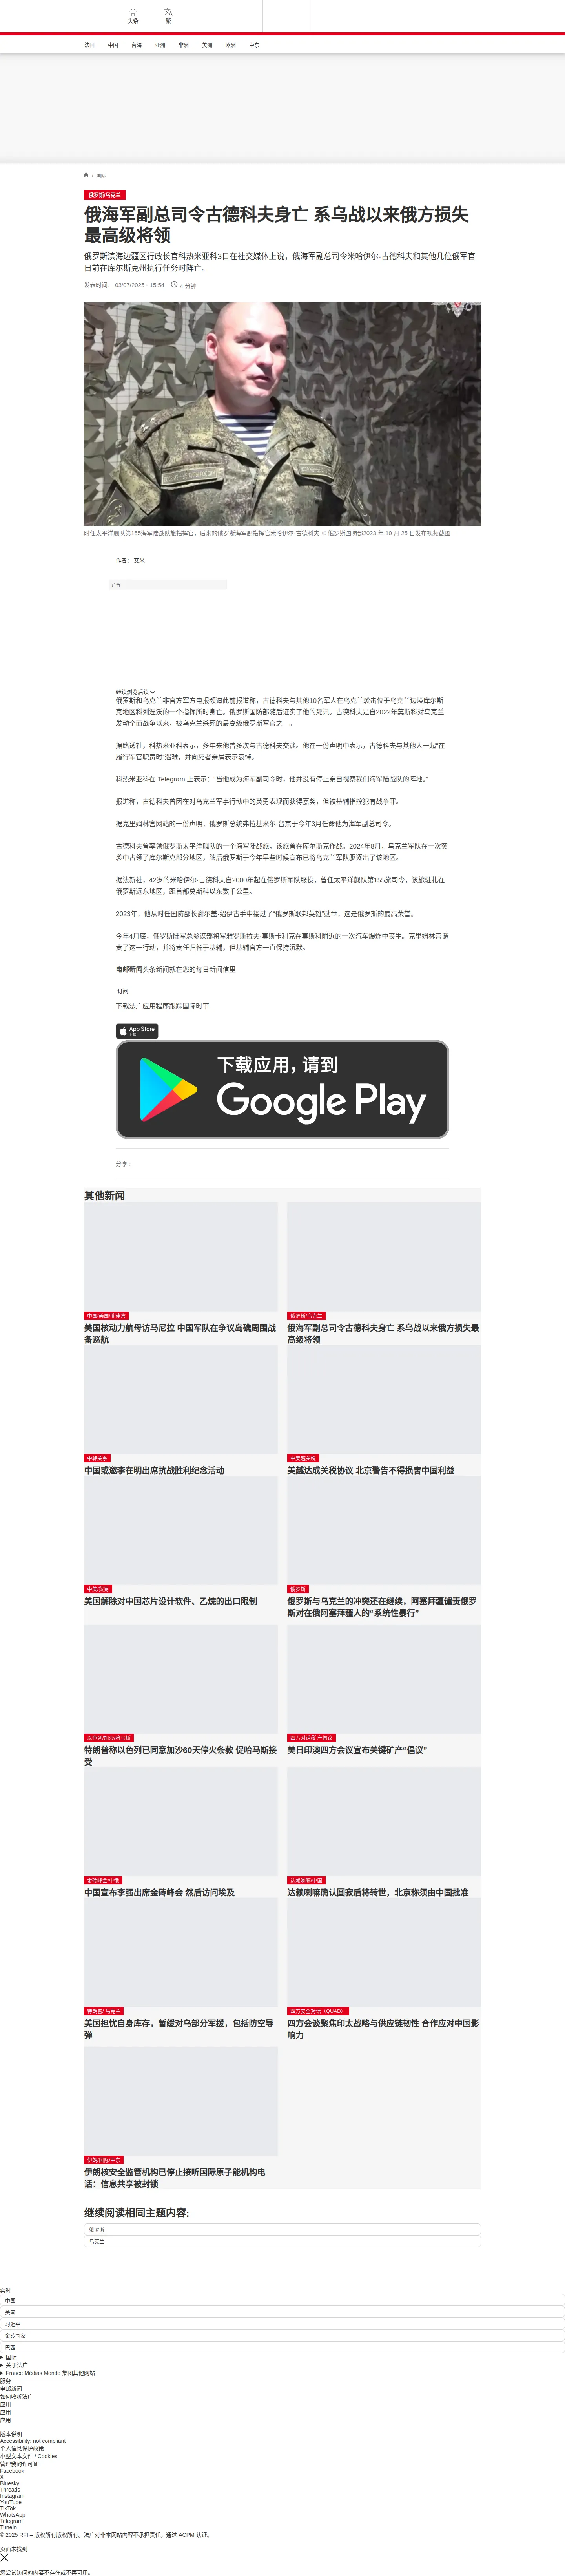 头条
繁
法国 中国 台海 亚洲 非洲 美洲 欧洲 中东
/ 国际
俄罗斯/乌克兰
俄海军副总司令古德科夫身亡 系乌战以来俄方损失
最高级将领
俄罗斯滨海边疆区行政长官科热米亚科3日在社交媒体上说，俄海军副总司令米哈伊尔·古德科夫和其他几位俄军官
日前在库尔斯克州执行任务时阵亡。
发表时间： 03/07/2025 - 15:54 4 分钟
时任太平洋舰队第155海军陆战队旅指挥官，后来的俄罗斯海军副指挥官米哈伊尔·古德科夫 © 俄罗斯国防部2023 年 10 月 25 日发布视频截图
作者： 艾米
广告
继续浏览后续
俄罗斯和乌克兰非官方军方电报频道此前报道称，古德科夫与其他10名军人在乌克兰袭击位于乌克兰边境库尔斯
克地区科列涅沃的一个指挥所时身亡。俄罗斯国防部随后证实了他的死讯。古德科夫是自2022年莫斯科对乌克兰
发动全面战争以来，被乌克兰杀死的最高级俄罗斯军官之一。
据路透社，科热米亚科表示，多年来他曾多次与古德科夫交谈。他在一份声明中表示，古德科夫与其他人一起“在
履行军官职责时”遇难，并向死者亲属表示哀悼。
科热米亚科在 Telegram 上表示：“当他成为海军副司令时，他并没有停止亲自视察我们海军陆战队的阵地。”
报道称，古德科夫曾因在对乌克兰军事行动中的英勇表现而获得嘉奖，但被基辅指控犯有战争罪。
据克里姆林宫网站的一份声明，俄罗斯总统弗拉基米尔·普京于今年3月任命他为海军副总司令。
古德科夫曾率领俄罗斯太平洋舰队的一个海军陆战旅，该旅曾在库尔斯克作战。2024年8月，乌克兰军队在一次突
袭中占领了库尔斯克部分地区，随后俄罗斯于今年早些时候宣布已将乌克兰军队驱逐出了该地区。
据法新社，42岁的米哈伊尔·古德科夫自2000年起在俄罗斯军队服役，曾任太平洋舰队第155旅司令，该旅驻扎在
俄罗斯远东地区，距首都莫斯科以东数千公里。
2023年，他从时任国防部长谢尔盖·绍伊古手中接过了“俄罗斯联邦英雄”勋章，这是俄罗斯的最高荣誉。
今年4月底，俄罗斯陆军总参谋部将军雅罗斯拉夫·莫斯卡利克在莫斯科附近的一次汽车爆炸中丧生。克里姆林宫谴
责了这一行动，并将责任归咎于基辅，但基辅官方一直保持沉默。
电邮新闻头条新闻就在您的每日新闻信里
订阅
下载法广应用程序跟踪国际时事
App Store
下载
下载应用，请到
Google Play
分享 :
其他新闻
中国/美国/菲律宾
美国核动力航母访马尼拉 中国军队在争议岛礁周围战
备巡航
俄罗斯/乌克兰
俄海军副总司令古德科夫身亡 系乌战以来俄方损失最
高级将领
中韩关系
中国或邀李在明出席抗战胜利纪念活动
中美越关税
美越达成关税协议 北京警告不得损害中国利益
中美/贸易
美国解除对中国芯片设计软件、乙烷的出口限制
俄罗斯
俄罗斯与乌克兰的冲突还在继续，阿塞拜疆谴责俄罗
斯对在俄阿塞拜疆人的“系统性暴行”
以色列/加沙/哈马斯
特朗普称以色列已同意加沙60天停火条款 促哈马斯接
受
四方对话/矿产倡议
美日印澳四方会议宣布关键矿产“倡议”
金砖峰会/中俄
中国宣布李强出席金砖峰会 然后访问埃及
达赖喇嘛/中国
达赖喇嘛确认圆寂后将转世，北京称须由中国批准
特朗普/ 乌克兰
美国担忧自身库存，暂缓对乌部分军援，包括防空导
弹
四方安全对话（QUAD）
四方会谈聚焦印太战略与供应链韧性 合作应对中国影
响力
伊朗/国际/中东
伊朗核安全监管机构已停止接听国际原子能机构电
话：信息共享被封锁
继续阅读相同主题内容:
俄罗斯
乌克兰
实时
中国
美国
习近平
金砖国家
巴西
国际
关于法广
France Médias Monde 集团其他网站
服务
电邮新闻
如何收听法广
应用
应用
应用
版本说明
Accessibility: not compliant
个人信息保护政策
小型文本文件 / Cookies
管理我的许可证
Facebook
X
Bluesky
Threads
Instagram
YouTube
TikTok
WhatsApp
Telegram
TuneIn
© 2025 RFI – 版权所有版权所有。法广对非本网站内容不承担责任。通过 ACPM 认证。
页面未找到
您尝试访问的内容不存在或不再可用。